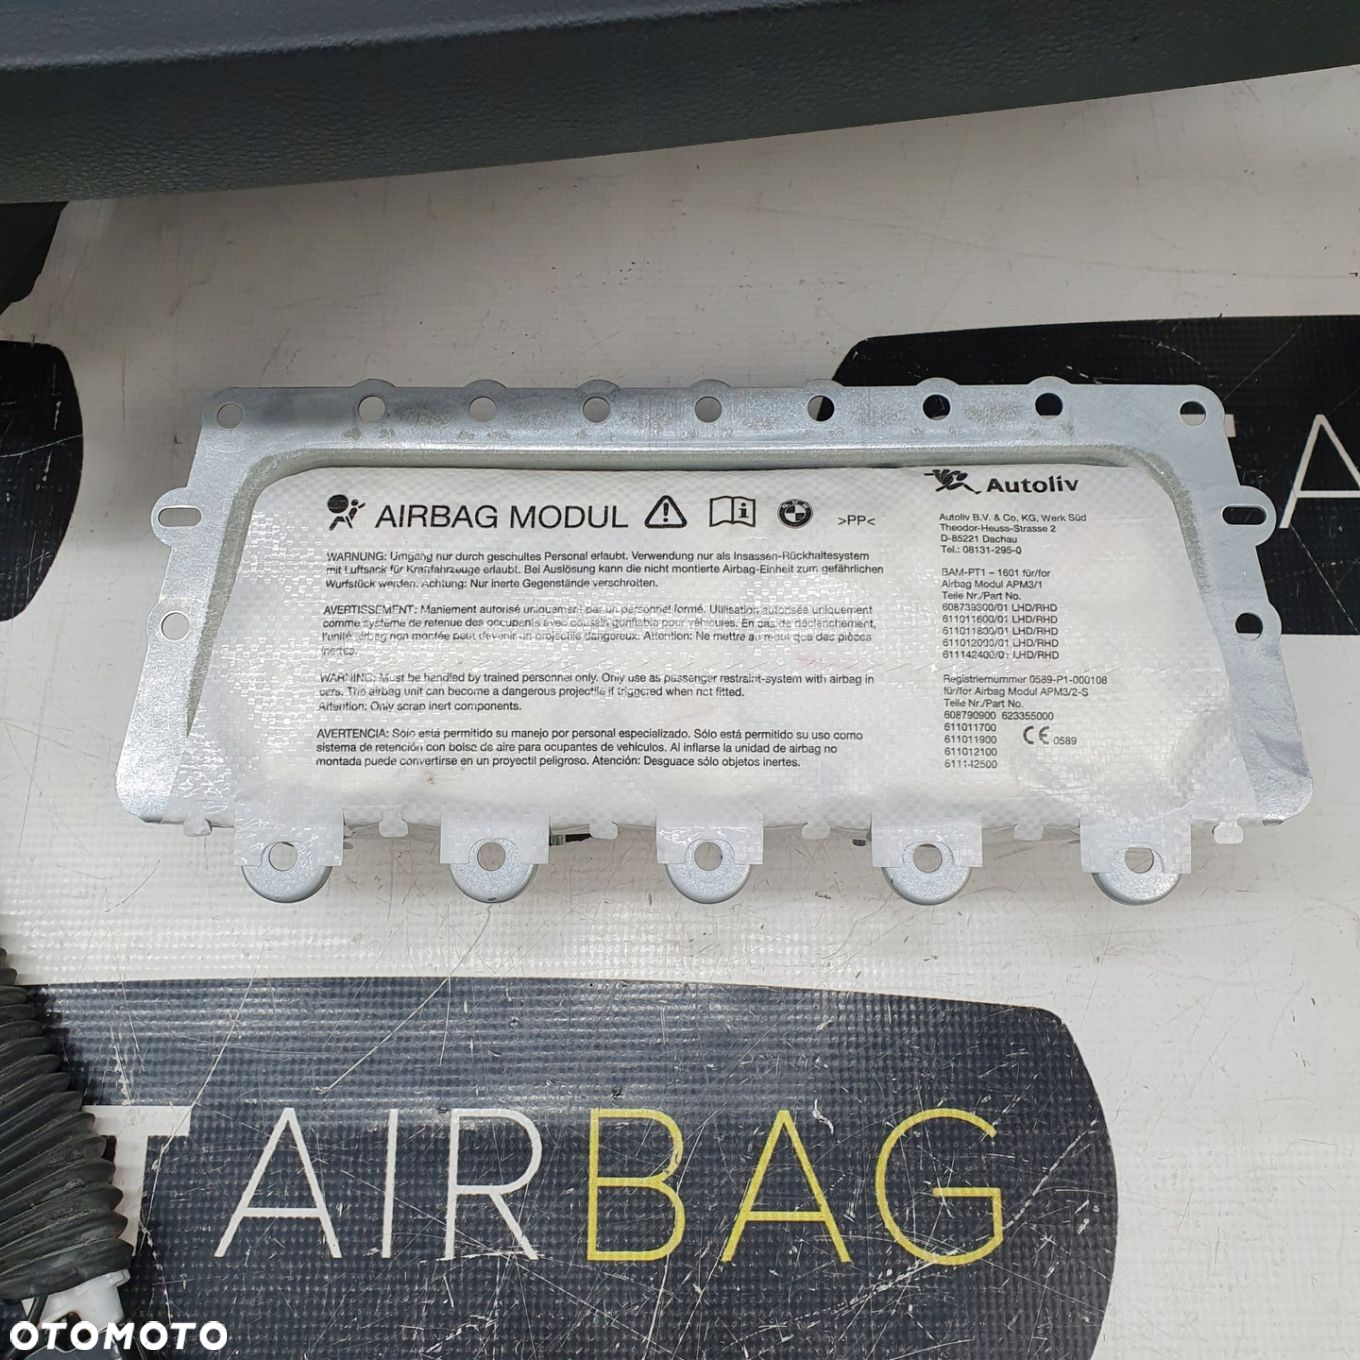 AIRBAG MODUL
>PP<
WARNUNG: Umgang nur durch geschultes Personal erlaubt. Verwendung nur als Insassen-Rückhaltesystem
mit Luftsack für Kranfahrzeuge erlaubt. Bei Auslösung kann die nicht montierte Airbag-Einheit zum gefährlichen
Wurfstück werden. Achtung: Nur inerte Gegenstände verschrotten.
AVERTISSEMENT: Maniement autorisé uniquement par un personnel formé. Utilisation autorisée uniquement
comme système de retenue des occupants avec coussin gonflable pour véhicules. En cas de déclenchement,
l'unité airbag non montée peut devenir un projectile dangereux. Attention: Ne mettre au rebut que des pièces
inertes.
WARNING: Must be handled by trained personnel only. Only use as passenger restraint-system with airbag in
cars. The airbag unit can become a dangerous projectile if triggered when not fitted.
Attention: Only scrap inert components.
AVERTENCIA: Sólo está permitido su manejo por personal especializado. Sólo está permitido su uso como
sistema de retención con bolsa de aire para ocupantes de vehículos. Al inflarse la unidad de airbag no
montada puede convertirse en un proyectil peligroso. Atención: Desguace sólo objetos inertes.
Autoliv
Autoliv B.V. & Co. KG, Werk Süd
Theodor-Heuss-Strasse 2
D-85221 Dachau
Tel.: 08131-295-0
BAM-PT1 – 1601 für/for
Airbag Modul APM3/1
Teile Nr./Part No.
608739300/01 LHD/RHD
611011600/01 LHD/RHD
611011800/01 LHD/RHD
611012000/01 LHD/RHD
611142400/01 LHD/RHD
Registriernummer 0589-P1-000108
für/for Airbag Modul APM3/2-S
Teile Nr./Part No.
608790900 623355000
611011700
611011900
611012100
611142500
CE 0589
TA
TAIRBAG
OTOMOTO